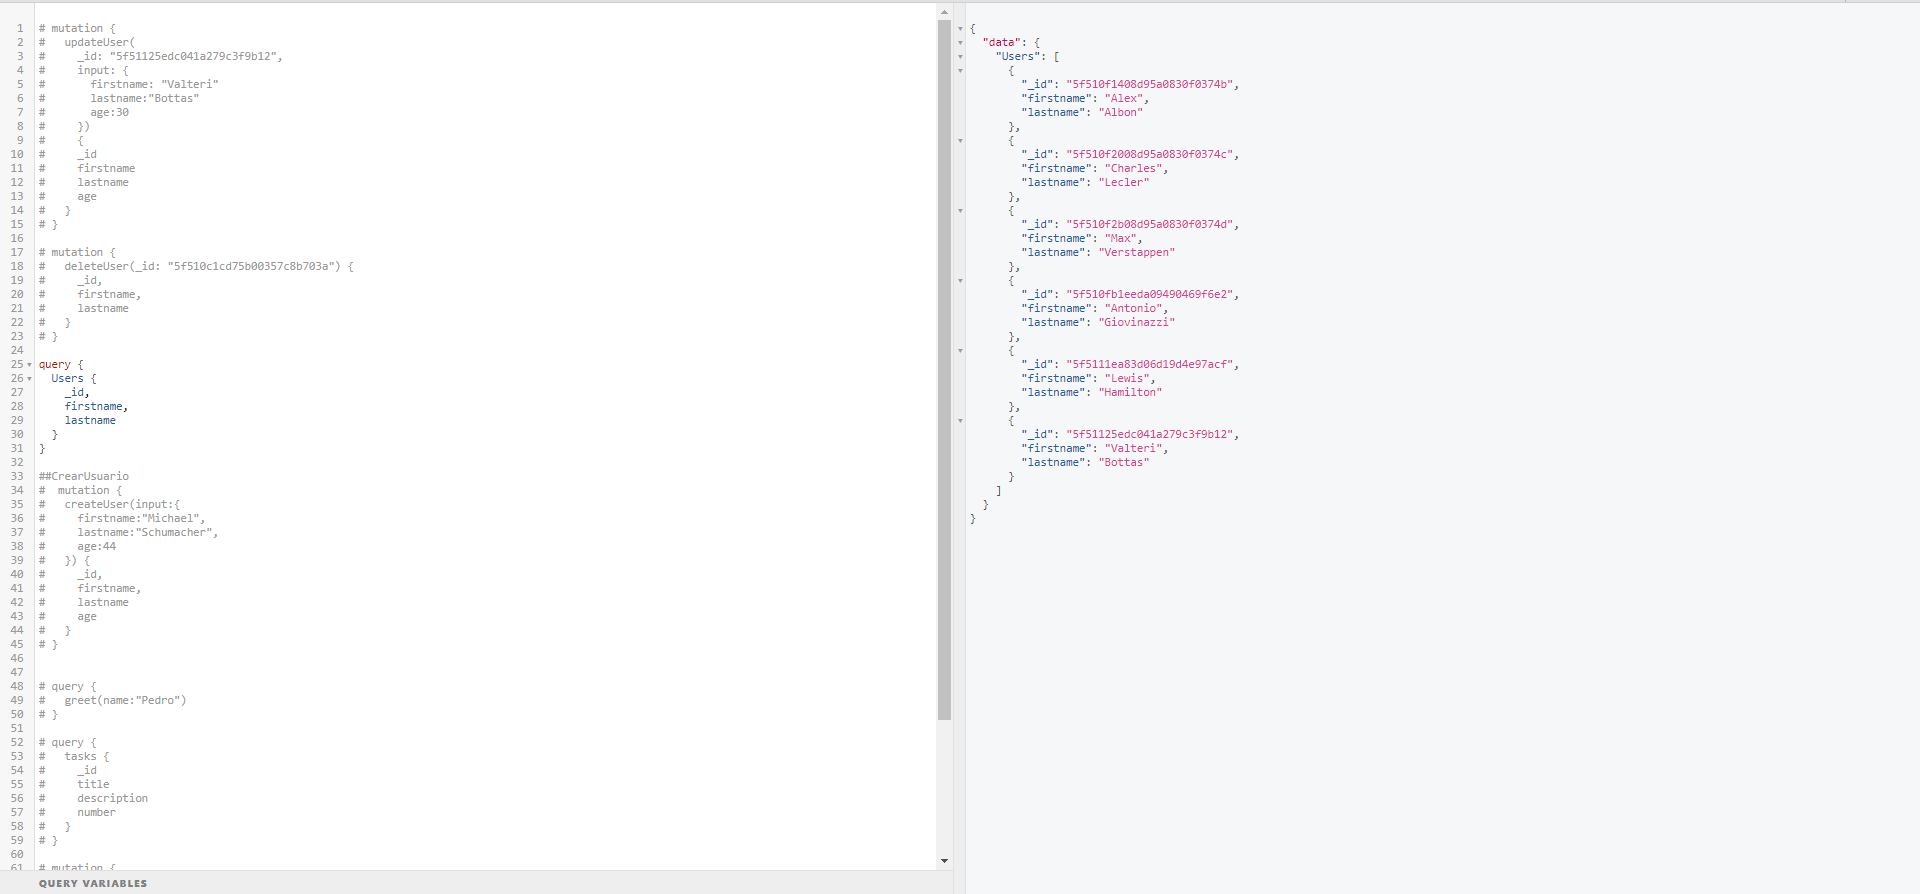 1 # mutation {
2 #   updateUser(
3 #     _id: "5f51125edc041a279c3f9b12",
4 #     input: {
5 #       firstname: "Valteri"
6 #       lastname:"Bottas"
7 #       age:30
8 #     })
9 #     {
10 #     _id
11 #     firstname
12 #     lastname
13 #     age
14 #   }
15 # }
16
17 # mutation {
18 #   deleteUser(_id: "5f510c1cd75b00357c8b703a") {
19 #     _id,
20 #     firstname,
21 #     lastname
22 #   }
23 # }
24
25 query {
26   Users {
27     _id,
28     firstname,
29     lastname
30   }
31 }
32
33 ##CrearUsuario
34 #  mutation {
35 #   createUser(input:{
36 #     firstname:"Michael",
37 #     lastname:"Schumacher",
38 #     age:44
39 #   }) {
40 #     _id,
41 #     firstname,
42 #     lastname
43 #     age
44 #   }
45 # }
46
47
48 # query {
49 #   greet(name:"Pedro")
50 # }
51
52 # query {
53 #   tasks {
54 #     _id
55 #     title
56 #     description
57 #     number
58 #   }
59 # }
60
61 # mutation {
QUERY VARIABLES
{
  "data": {
    "Users": [
      {
        "_id": "5f510f1408d95a0830f0374b",
        "firstname": "Alex",
        "lastname": "Albon"
      },
      {
        "_id": "5f510f2008d95a0830f0374c",
        "firstname": "Charles",
        "lastname": "Lecler"
      },
      {
        "_id": "5f510f2b08d95a0830f0374d",
        "firstname": "Max",
        "lastname": "Verstappen"
      },
      {
        "_id": "5f510fb1eeda09490469f6e2",
        "firstname": "Antonio",
        "lastname": "Giovinazzi"
      },
      {
        "_id": "5f5111ea83d06d19d4e97acf",
        "firstname": "Lewis",
        "lastname": "Hamilton"
      },
      {
        "_id": "5f51125edc041a279c3f9b12",
        "firstname": "Valteri",
        "lastname": "Bottas"
      }
    ]
  }
}